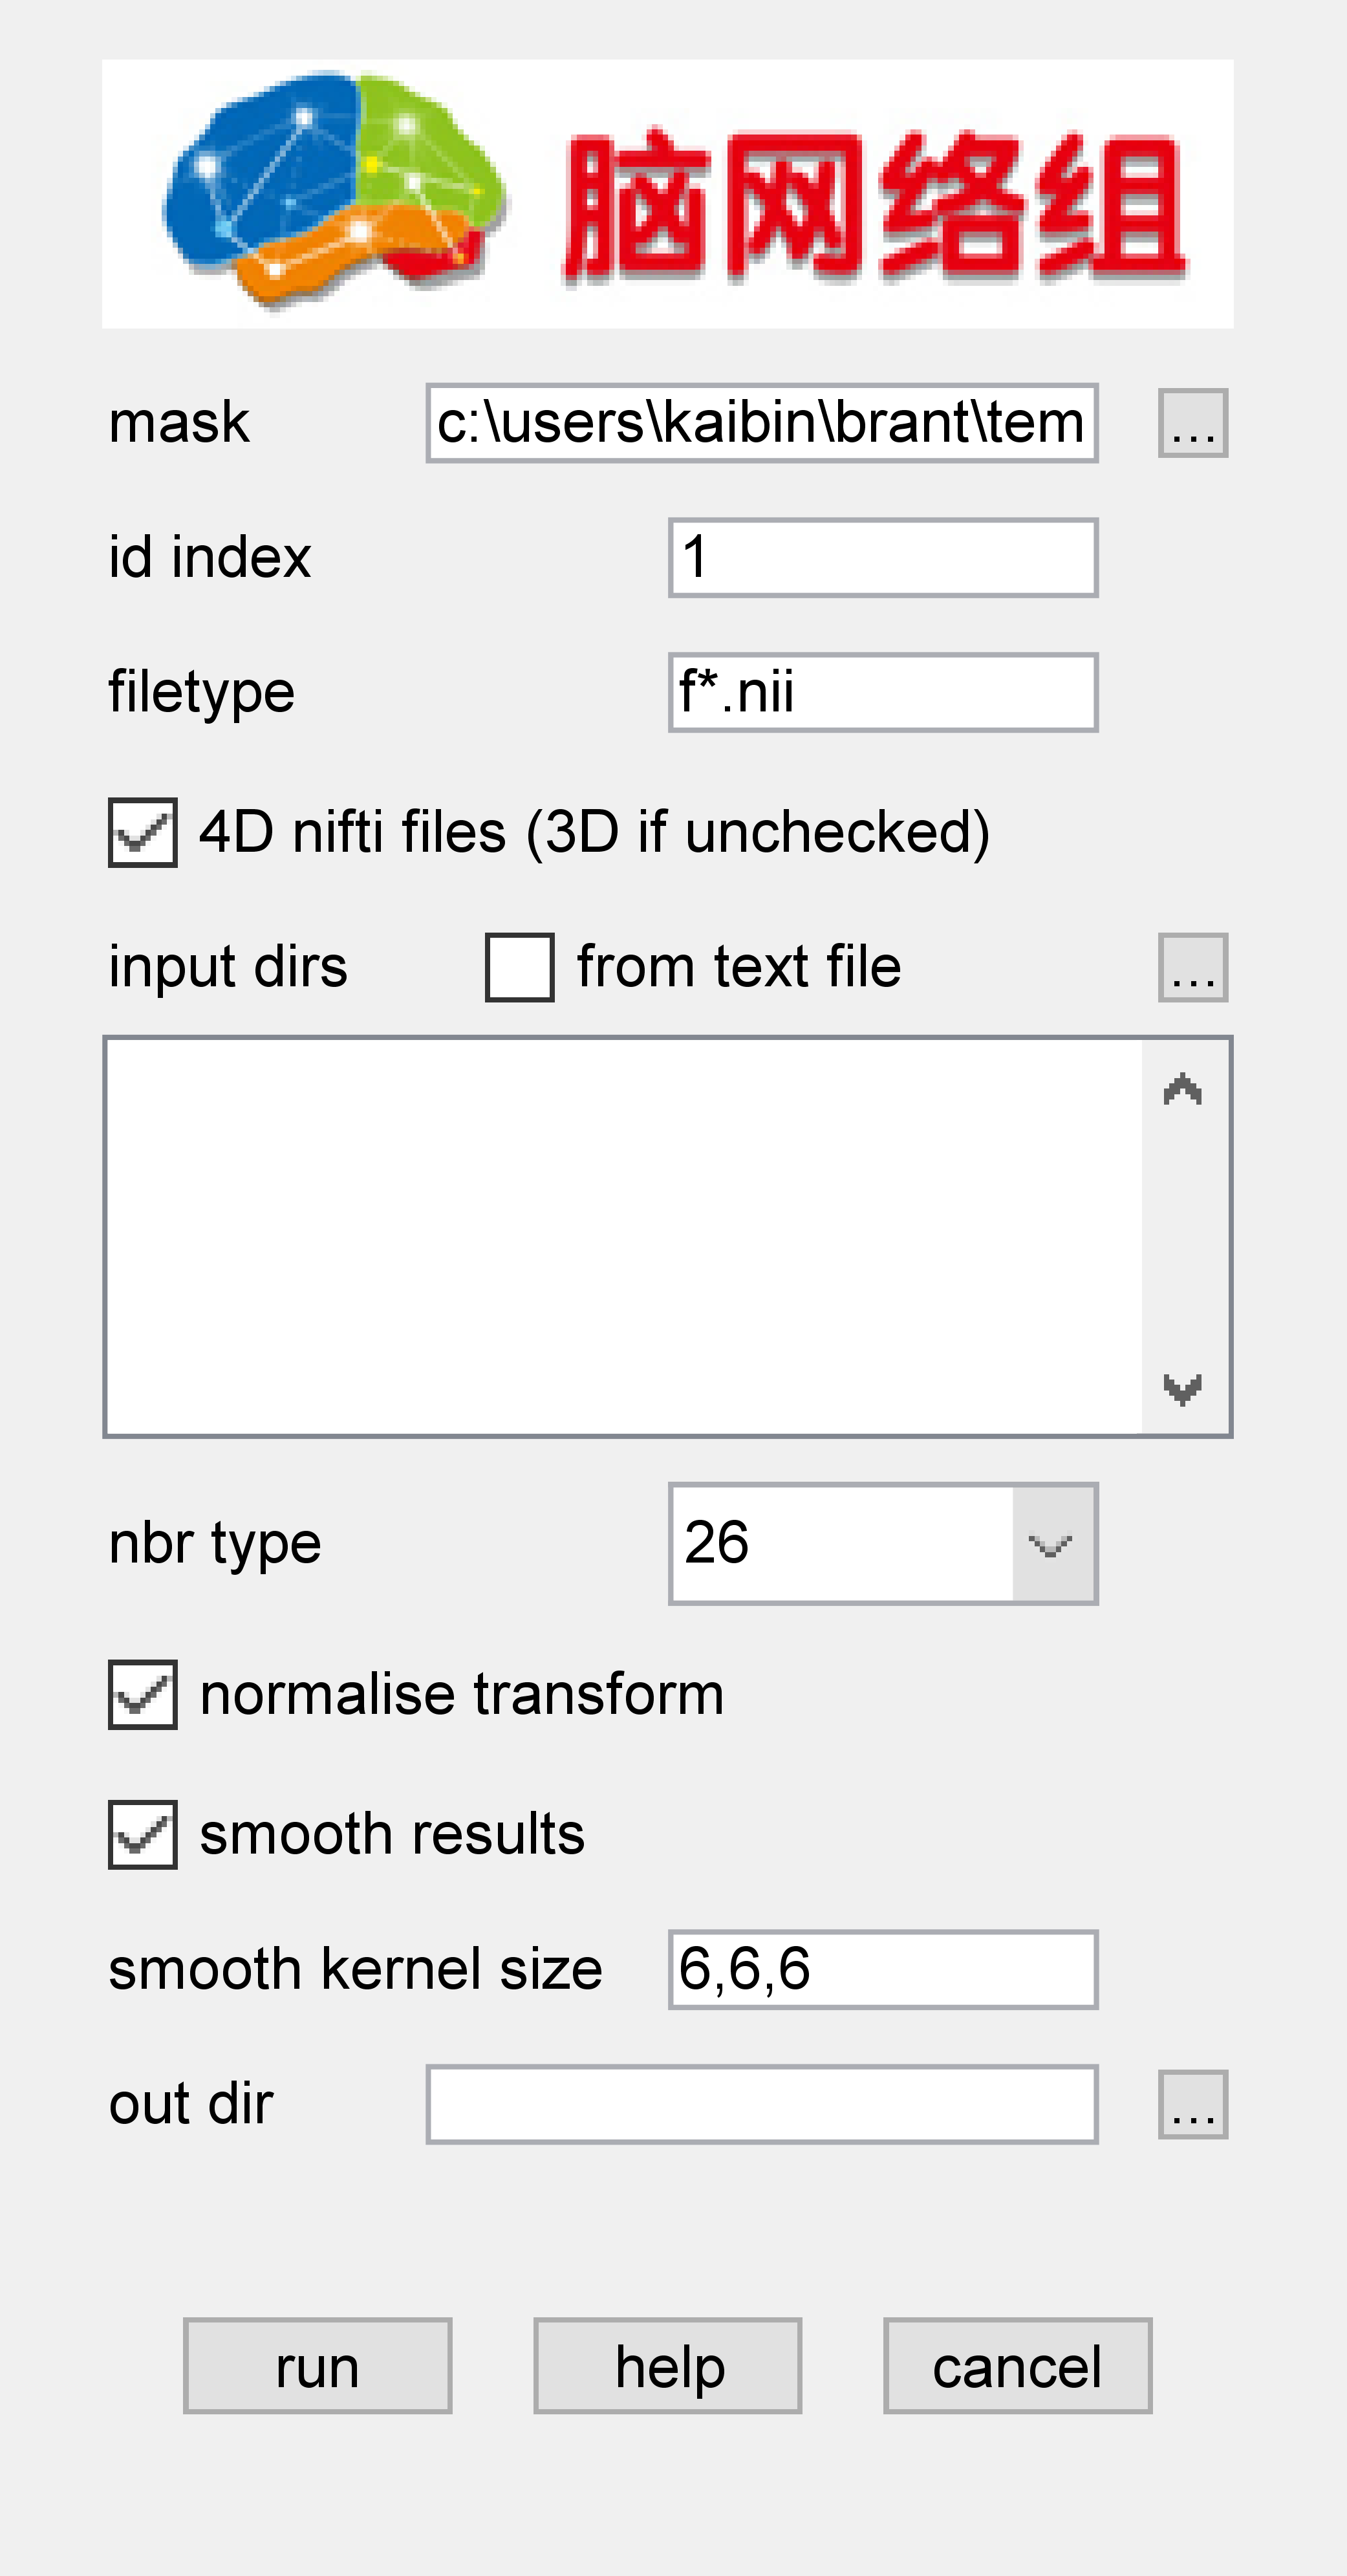 脑网络组
mask c:\users\kaibin\brant\tem ...
id index 1
filetype f*.nii
4D nifti files (3D if unchecked)
input dirs from text file ...
nbr type 26
normalise transform
smooth results
smooth kernel size 6,6,6
out dir ...
run help cancel